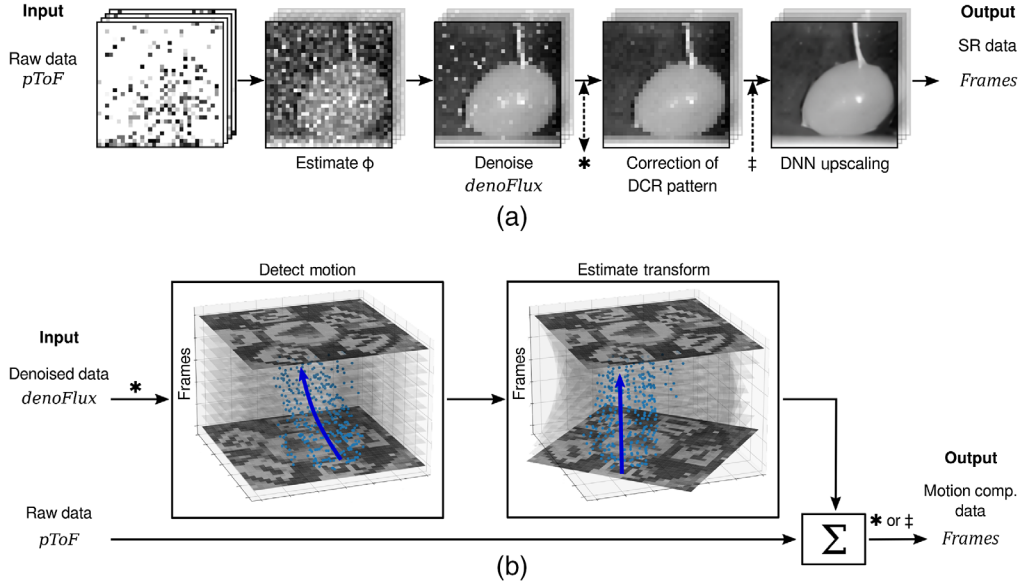 Input
Raw data
pToF
Estimate ϕ
Denoise
denoFlux
*
Correction of
DCR pattern
‡
DNN upscaling
Output
SR data
Frames
(a)
Detect motion
Estimate transform
Input
Denoised data
denoFlux
*
Frames
Frames
Raw data
pToF
Σ
* or ‡
Output
Motion comp.
data
Frames
(b)